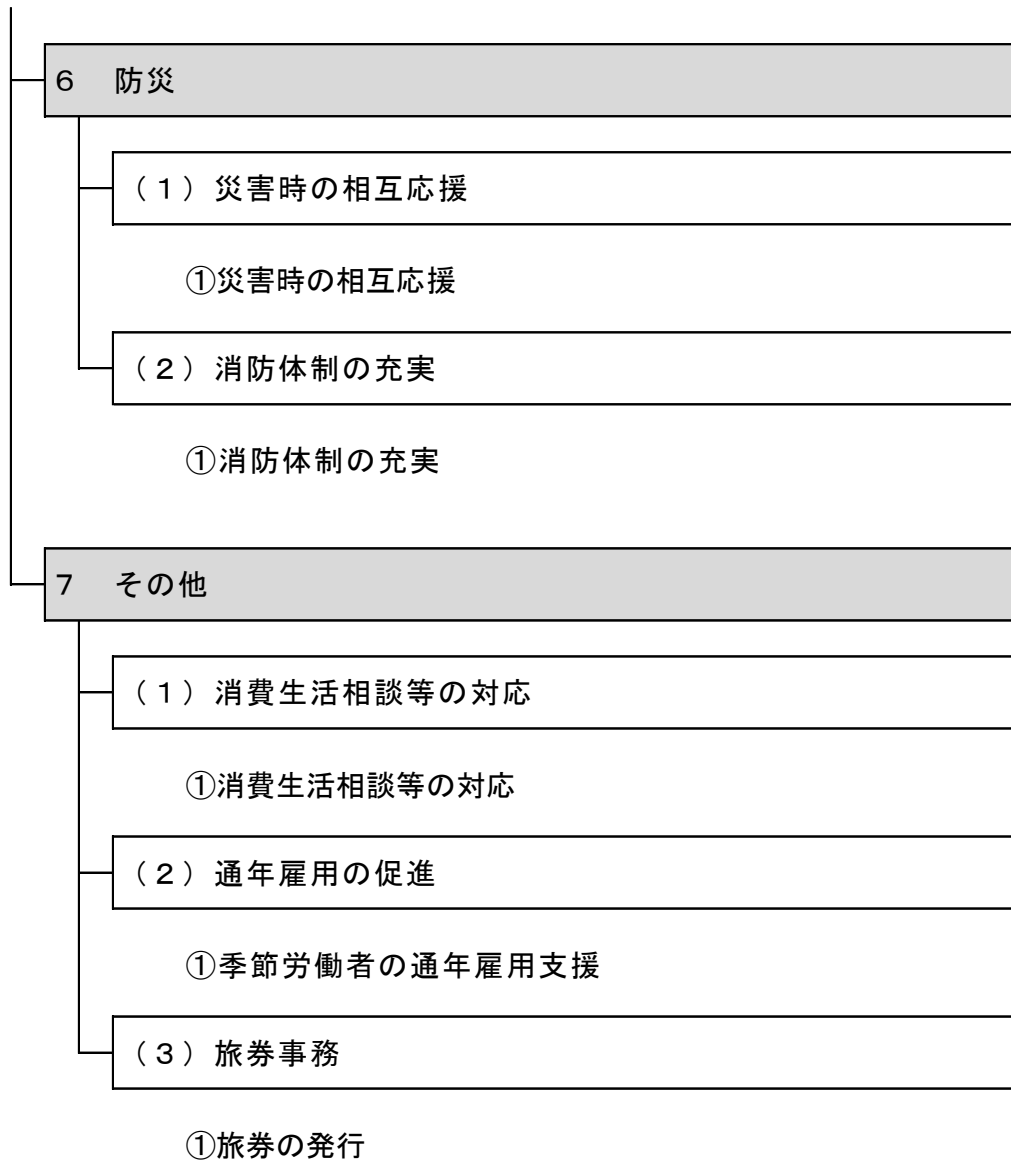 ６　防災
（１）災害時の相互応援
①災害時の相互応援
（２）消防体制の充実
①消防体制の充実
７　その他
（１）消費生活相談等の対応
①消費生活相談等の対応
（２）通年雇用の促進
①季節労働者の通年雇用支援
（３）旅券事務
①旅券の発行